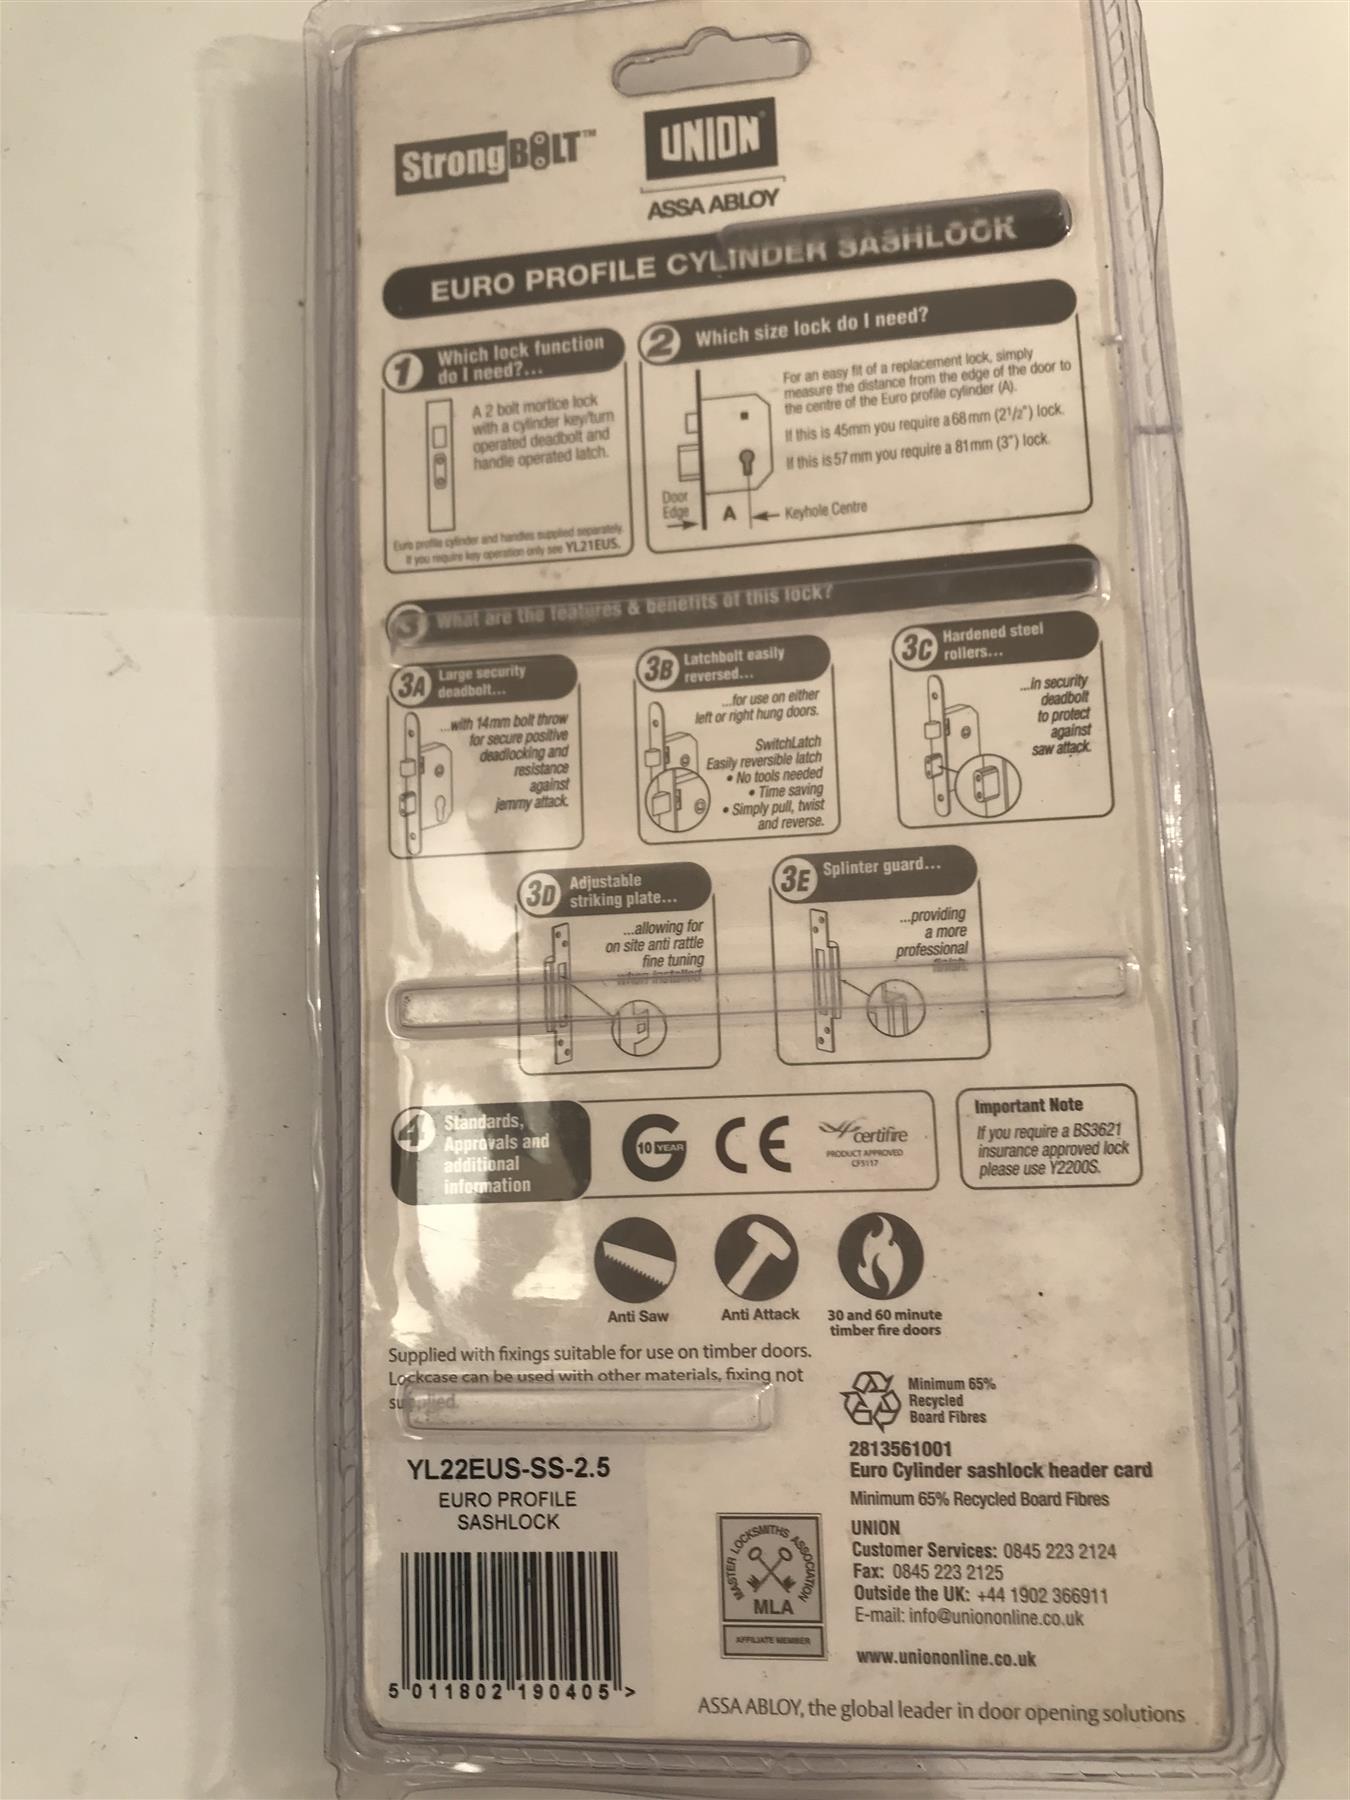 StrongBOLT™
UNION®
ASSA ABLOY
EURO PROFILE CYLINDER SASHLOCK
1 Which lock function
do I need?...
A 2 bolt mortice lock
with a cylinder key/turn
operated deadbolt and
handle operated latch.
Euro profile cylinder and handles supplied separately.
If you require key operation only see YL21EUS.
2 Which size lock do I need?
For an easy fit of a replacement lock, simply
measure the distance from the edge of the door to
the centre of the Euro profile cylinder (A).
If this is 45mm you require a 68mm (2½") lock.
If this is 57mm you require a 81mm (3") lock.
Door
Edge
A
Keyhole Centre
3 What are the features & benefits of this lock?
3A Large security
deadbolt...
...with 14mm bolt throw
for secure positive
deadlocking and
resistance
against
jemmy attack.
3B Latchbolt easily
reversed...
...for use on either
left or right hung doors.
SwitchLatch
Easily reversible latch
• No tools needed
• Time saving
• Simply pull, twist
and reverse.
3C Hardened steel
rollers...
...in security
deadbolt
to protect
against
saw attack.
3D Adjustable
striking plate...
...allowing for
on site anti rattle
fine tuning
when installed.
3E Splinter guard...
...providing
a more
professional
finish.
4 Standards,
Approvals and
additional
information
10 YEAR
CE
certifire
PRODUCT APPROVED
CF5117
Important Note
If you require a BS3621
insurance approved lock
please use Y2200S.
Anti Saw
Anti Attack
30 and 60 minute
timber fire doors
Supplied with fixings suitable for use on timber doors.
Lockcase can be used with other materials, fixing not
supplied.
Minimum 65%
Recycled
Board Fibres
2813561001
Euro Cylinder sashlock header card
Minimum 65% Recycled Board Fibres
UNION
Customer Services: 0845 223 2124
Fax: 0845 223 2125
Outside the UK: +44 1902 366911
E-mail: info@uniononline.co.uk
www.uniononline.co.uk
YL22EUS-SS-2.5
EURO PROFILE
SASHLOCK
5 011802 190405 >
MASTER LOCKSMITHS ASSOCIATION
MLA
AFFILIATE MEMBER
ASSA ABLOY, the global leader in door opening solutions